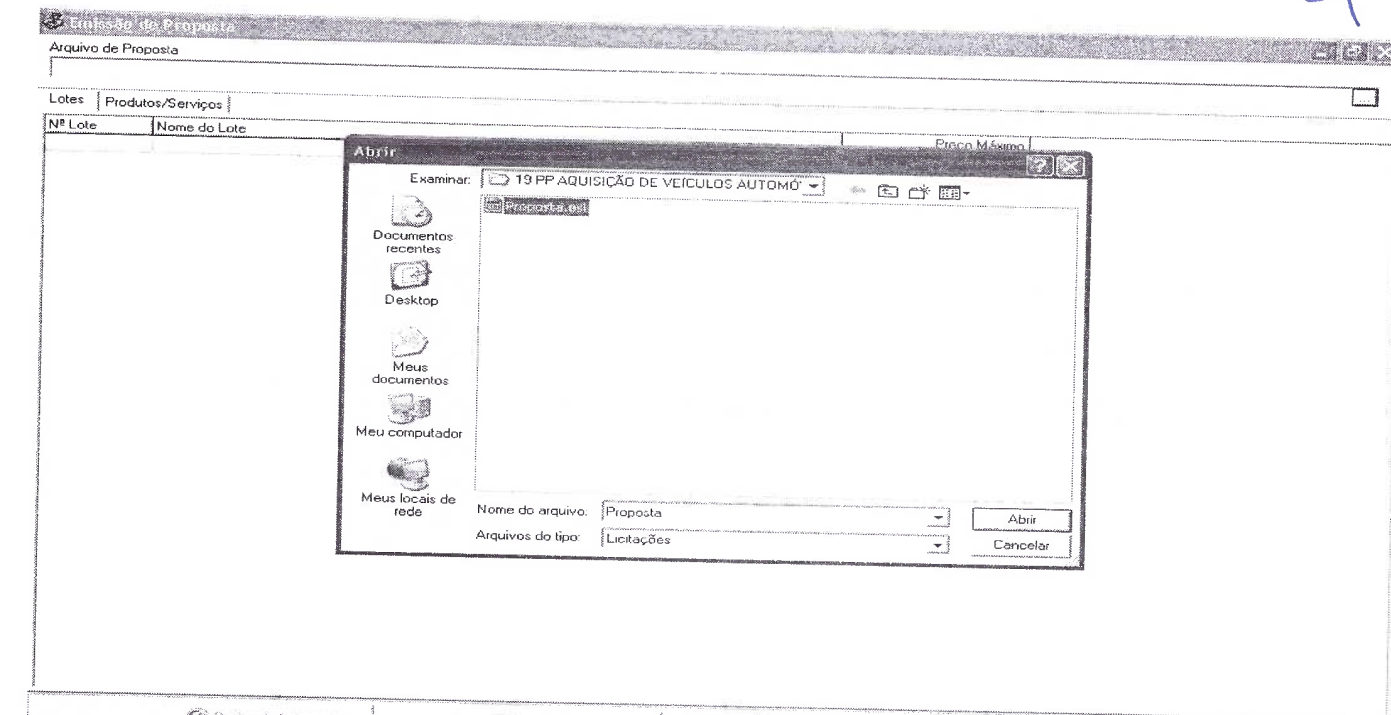 Emissão de Proposta
Arquivo de Proposta
Lotes Produtos/Serviços
Nº Lote Nome do Lote Preço Máximo
Abrir
Examinar: 19 PP AQUISIÇÃO DE VEÍCULOS AUTOMÓ
Proposta.esl
Documentos recentes
Desktop
Meus documentos
Meu computador
Meus locais de rede
Nome do arquivo: Proposta Abrir
Arquivos do tipo: Licitações Cancelar